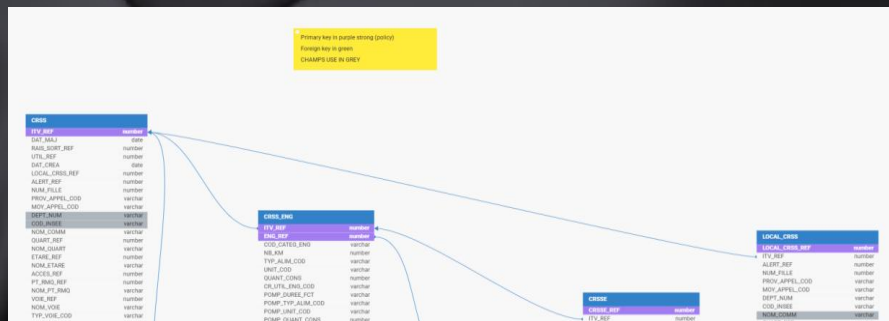 Primary key in purple strong (policy)
Foreign key in green
CHAMPS USE IN GREY
CRSS
ITV_REF number
DAT_MAJ date
RAIS_SORT_REF number
UTIL_REF number
DAT_CREA date
LOCAL_CRSS_REF number
ALERT_REF number
NUM_FILLE number
PROV_APPEL_COD varchar
MOY_APPEL_COD varchar
DEPT_NUM varchar
COD_INSEE varchar
NOM_COMM varchar
QUART_REF number
NOM_QUART varchar
ETARE_REF number
NOM_ETARE varchar
ACCES_REF number
PT_RMQ_REF number
NOM_PT_RMQ varchar
VOIE_REF number
NOM_VOIE varchar
TYP_VOIE_COD varchar
CRSS_ENG
ITV_REF number
ENG_REF number
COD_CATES_ENG varchar
NB_KM number
TYP_ALIM_COD varchar
UNIT_COD varchar
QUANT_CONS number
CR_UTIL_ENG_COD varchar
POMP_DUREE_FCT varchar
POMP_TYP_ALIM_COD varchar
POMP_UNIT_COD varchar
POMP_QUANT_CONS number
CRSSE
CRSSE_REF number
ITV_REF number
LOCAL_CRSS
LOCAL_CRSS_REF number
ITV_REF number
ALERT_REF number
NUM_FILLE number
PROV_APPEL_COD varchar
MOY_APPEL_COD varchar
DEPT_NUM varchar
COD_INSEE varchar
NOM_COMM varchar